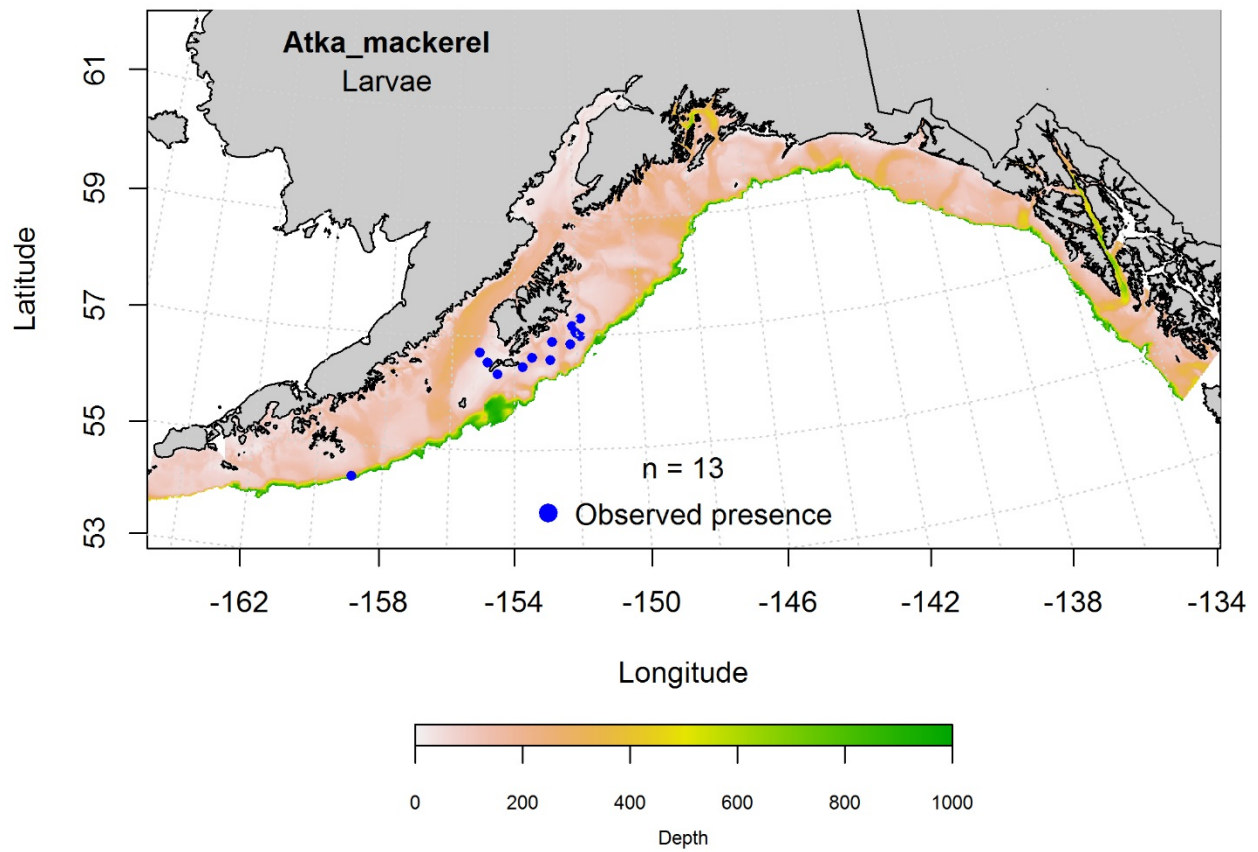 Atka_mackerel
Larvae
61
59
57
55
53
Latitude
n = 13
Observed presence
-162 -158 -154 -150 -146 -142 -138 -134
Longitude
0 200 400 600 800 1000
Depth